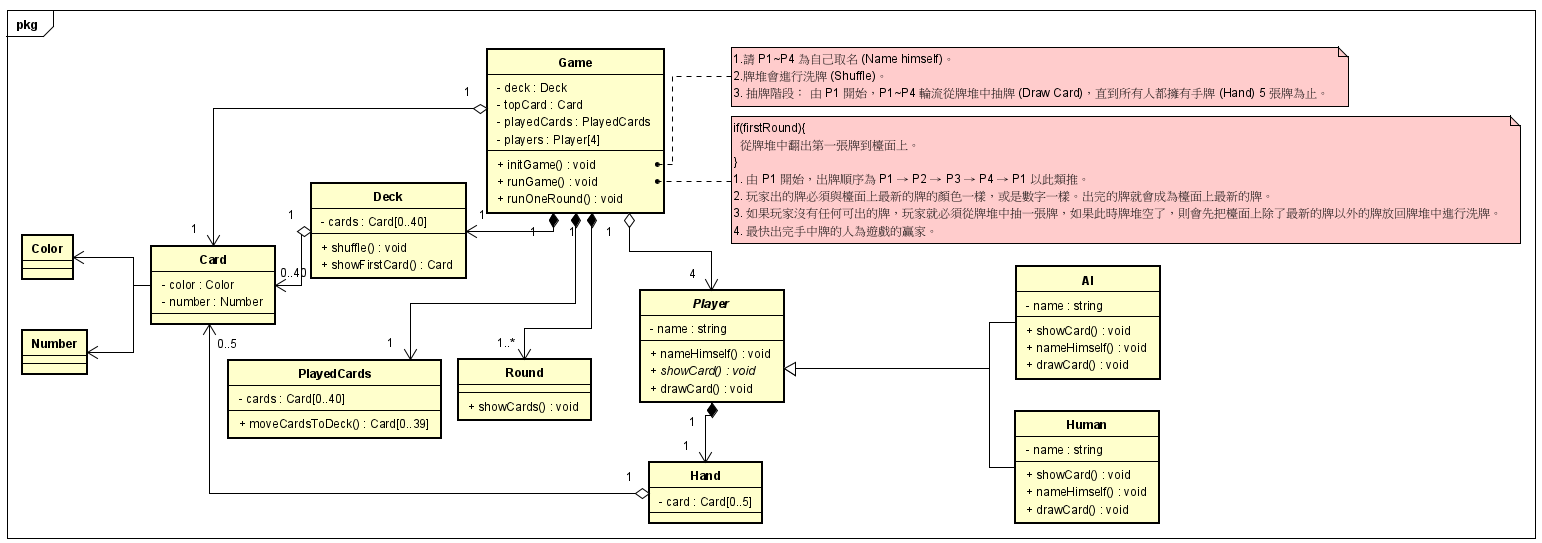 pkg
Game
- deck : Deck
- topCard : Card
- playedCards : PlayedCards
- players : Player[4]
+ initGame() : void
+ runGame() : void
+ runOneRound() : void
1.請 P1~P4 為自己取名 (Name himself)。
2.牌堆會進行洗牌 (Shuffle)。
3. 抽牌階段： 由 P1 開始，P1~P4 輪流從牌堆中抽牌 (Draw Card)，直到所有人都擁有手牌 (Hand) 5 張牌為止。
if(firstRound){
從牌堆中翻出第一張牌到檯面上。
}
1. 由 P1 開始，出牌順序為 P1 → P2 → P3 → P4 → P1 以此類推。
2. 玩家出的牌必須與檯面上最新的牌的顏色一樣，或是數字一樣。出完的牌就會成為檯面上最新的牌。
3. 如果玩家沒有任何可出的牌，玩家就必須從牌堆中抽一張牌，如果此時牌堆空了，則會先把檯面上除了最新的牌以外的牌放回牌堆中進行洗牌。
4. 最快出完手中牌的人為遊戲的贏家。
1
1
Deck
- cards : Card[0..40]
+ shuffle() : void
+ showFirstCard() : Card
1
0..40
1
1
1
1
Color
Number
Card
- color : Color
- number : Number
0..5
1
PlayedCards
- cards : Card[0..40]
+ moveCardsToDeck() : Card[0..39]
1..*
Round
+ showCards() : void
4
Player
- name : string
+ nameHimself() : void
+ showCard() : void
+ drawCard() : void
1
1
1
Hand
- card : Card[0..5]
AI
- name : string
+ showCard() : void
+ nameHimself() : void
+ drawCard() : void
Human
- name : string
+ showCard() : void
+ nameHimself() : void
+ drawCard() : void